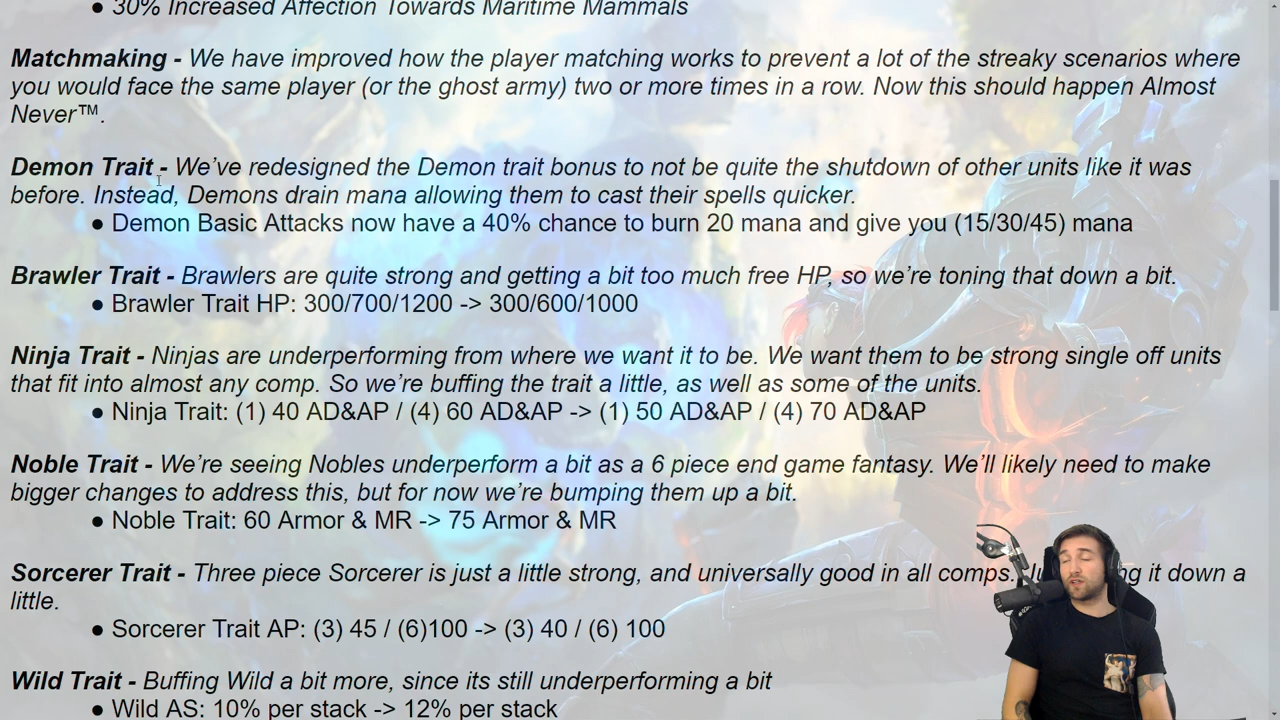 ● 30% Increased Affection Towards Maritime Mammals
Matchmaking - We have improved how the player matching works to prevent a lot of the streaky scenarios where
you would face the same player (or the ghost army) two or more times in a row. Now this should happen Almost
Never™.
Demon Trait - We've redesigned the Demon trait bonus to not be quite the shutdown of other units like it was
before. Instead, Demons drain mana allowing them to cast their spells quicker.
● Demon Basic Attacks now have a 40% chance to burn 20 mana and give you (15/30/45) mana
Brawler Trait - Brawlers are quite strong and getting a bit too much free HP, so we're toning that down a bit.
● Brawler Trait HP: 300/700/1200 -> 300/600/1000
Ninja Trait - Ninjas are underperforming from where we want it to be. We want them to be strong single off units
that fit into almost any comp. So we're buffing the trait a little, as well as some of the units.
● Ninja Trait: (1) 40 AD&AP / (4) 60 AD&AP -> (1) 50 AD&AP / (4) 70 AD&AP
Noble Trait - We're seeing Nobles underperform a bit as a 6 piece end game fantasy. We'll likely need to make
bigger changes to address this, but for now we're bumping them up a bit.
● Noble Trait: 60 Armor & MR -> 75 Armor & MR
Sorcerer Trait - Three piece Sorcerer is just a little strong, and universally good in all comps. it down a
little.
● Sorcerer Trait AP: (3) 45 / (6)100 -> (3) 40 / (6) 100
Wild Trait - Buffing Wild a bit more, since its still underperforming a bit
● Wild AS: 10% per stack -> 12% per stack